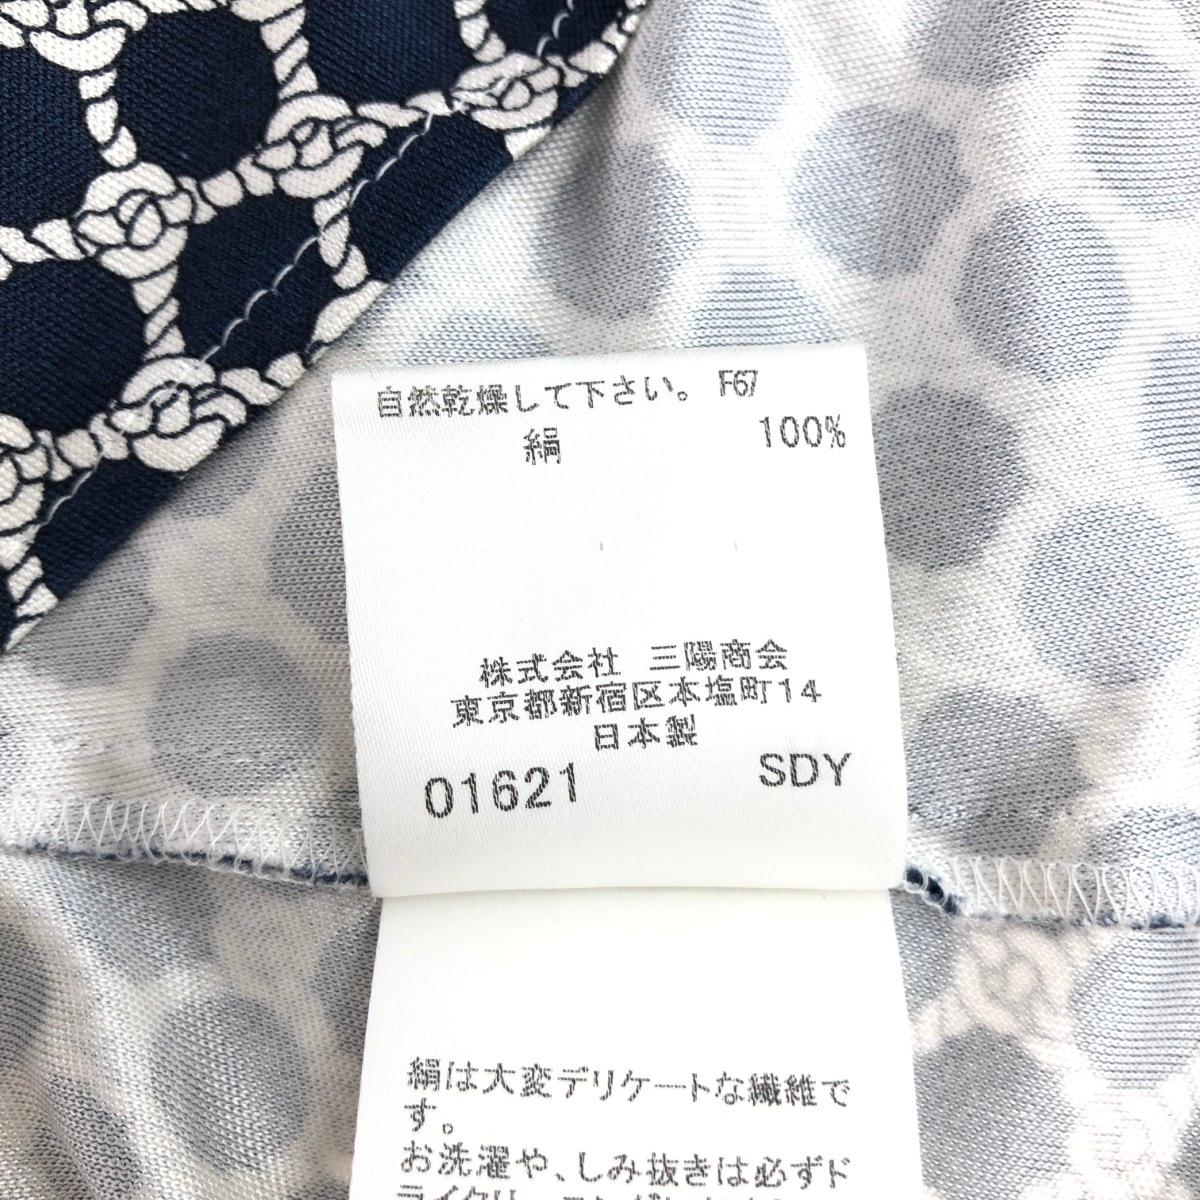 自然乾燥して下さい。 F67
絹 100%
株式会社 三陽商会
東京都新宿区本塩町14
日本製
01621 SDY
絹は大変デリケートな繊維で
す。
お洗濯や、しみ抜きは必ずド